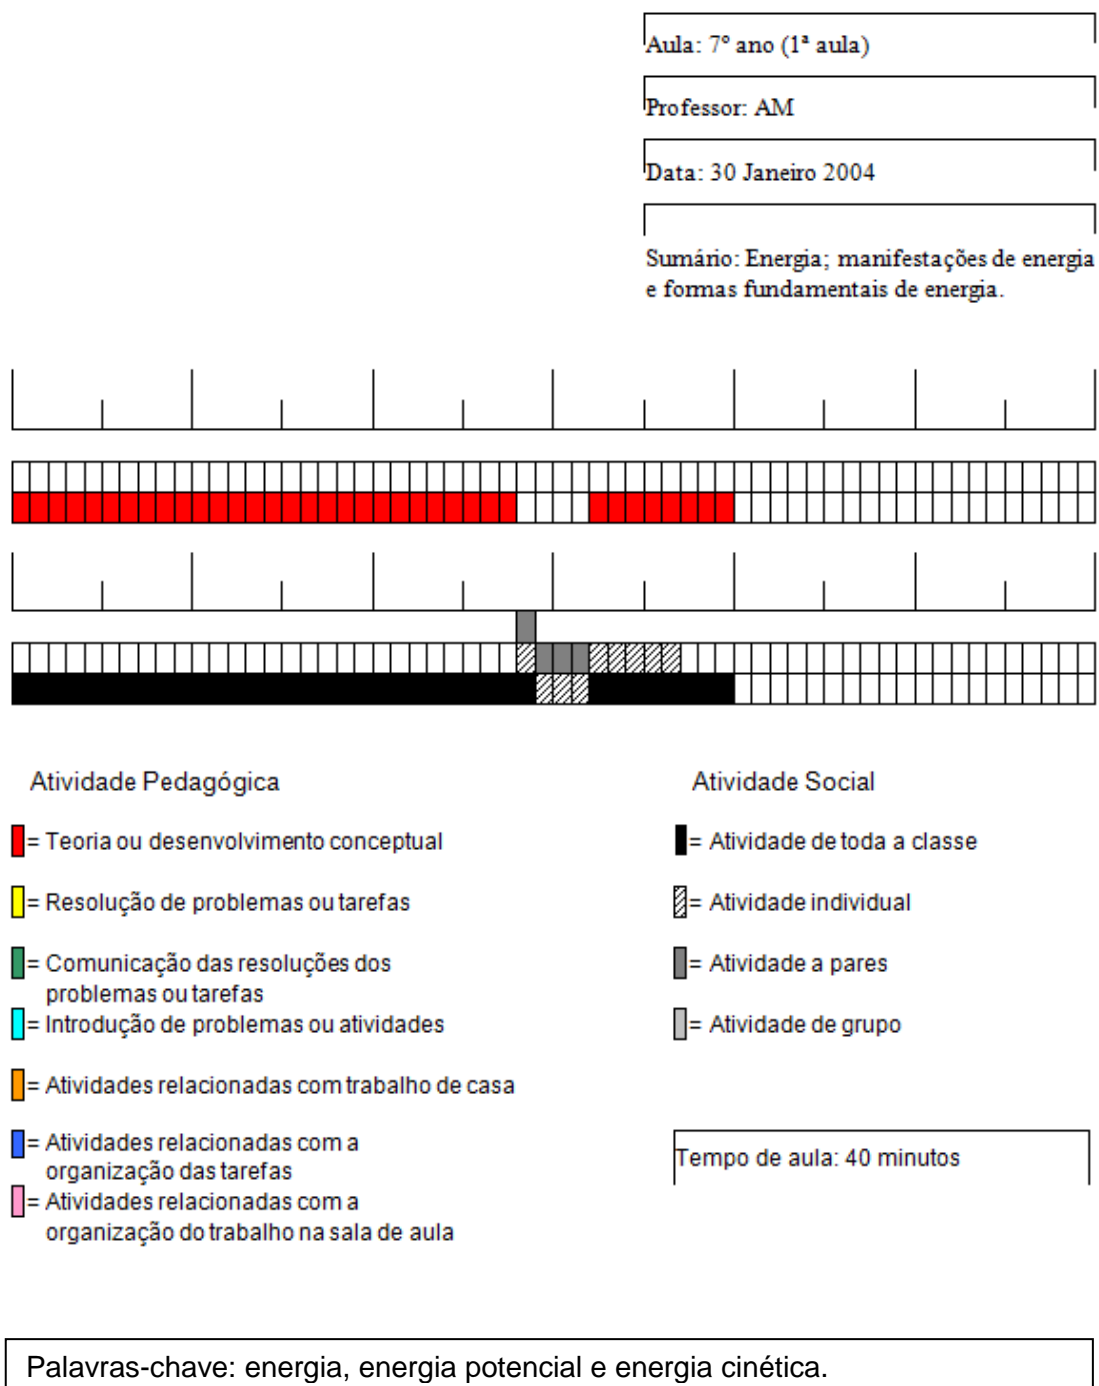 Aula: 7º ano (1ª aula)
Professor: AM
Data: 30 Janeiro 2004
Sumário: Energia; manifestações de energia
e formas fundamentais de energia.
Atividade Pedagógica
= Teoria ou desenvolvimento conceptual
= Resolução de problemas ou tarefas
= Comunicação das resoluções dos
problemas ou tarefas
= Introdução de problemas ou atividades
= Atividades relacionadas com trabalho de casa
= Atividades relacionadas com a
organização das tarefas
= Atividades relacionadas com a
organização do trabalho na sala de aula
Atividade Social
= Atividade de toda a classe
= Atividade individual
= Atividade a pares
= Atividade de grupo
Tempo de aula: 40 minutos
Palavras-chave: energia, energia potencial e energia cinética.